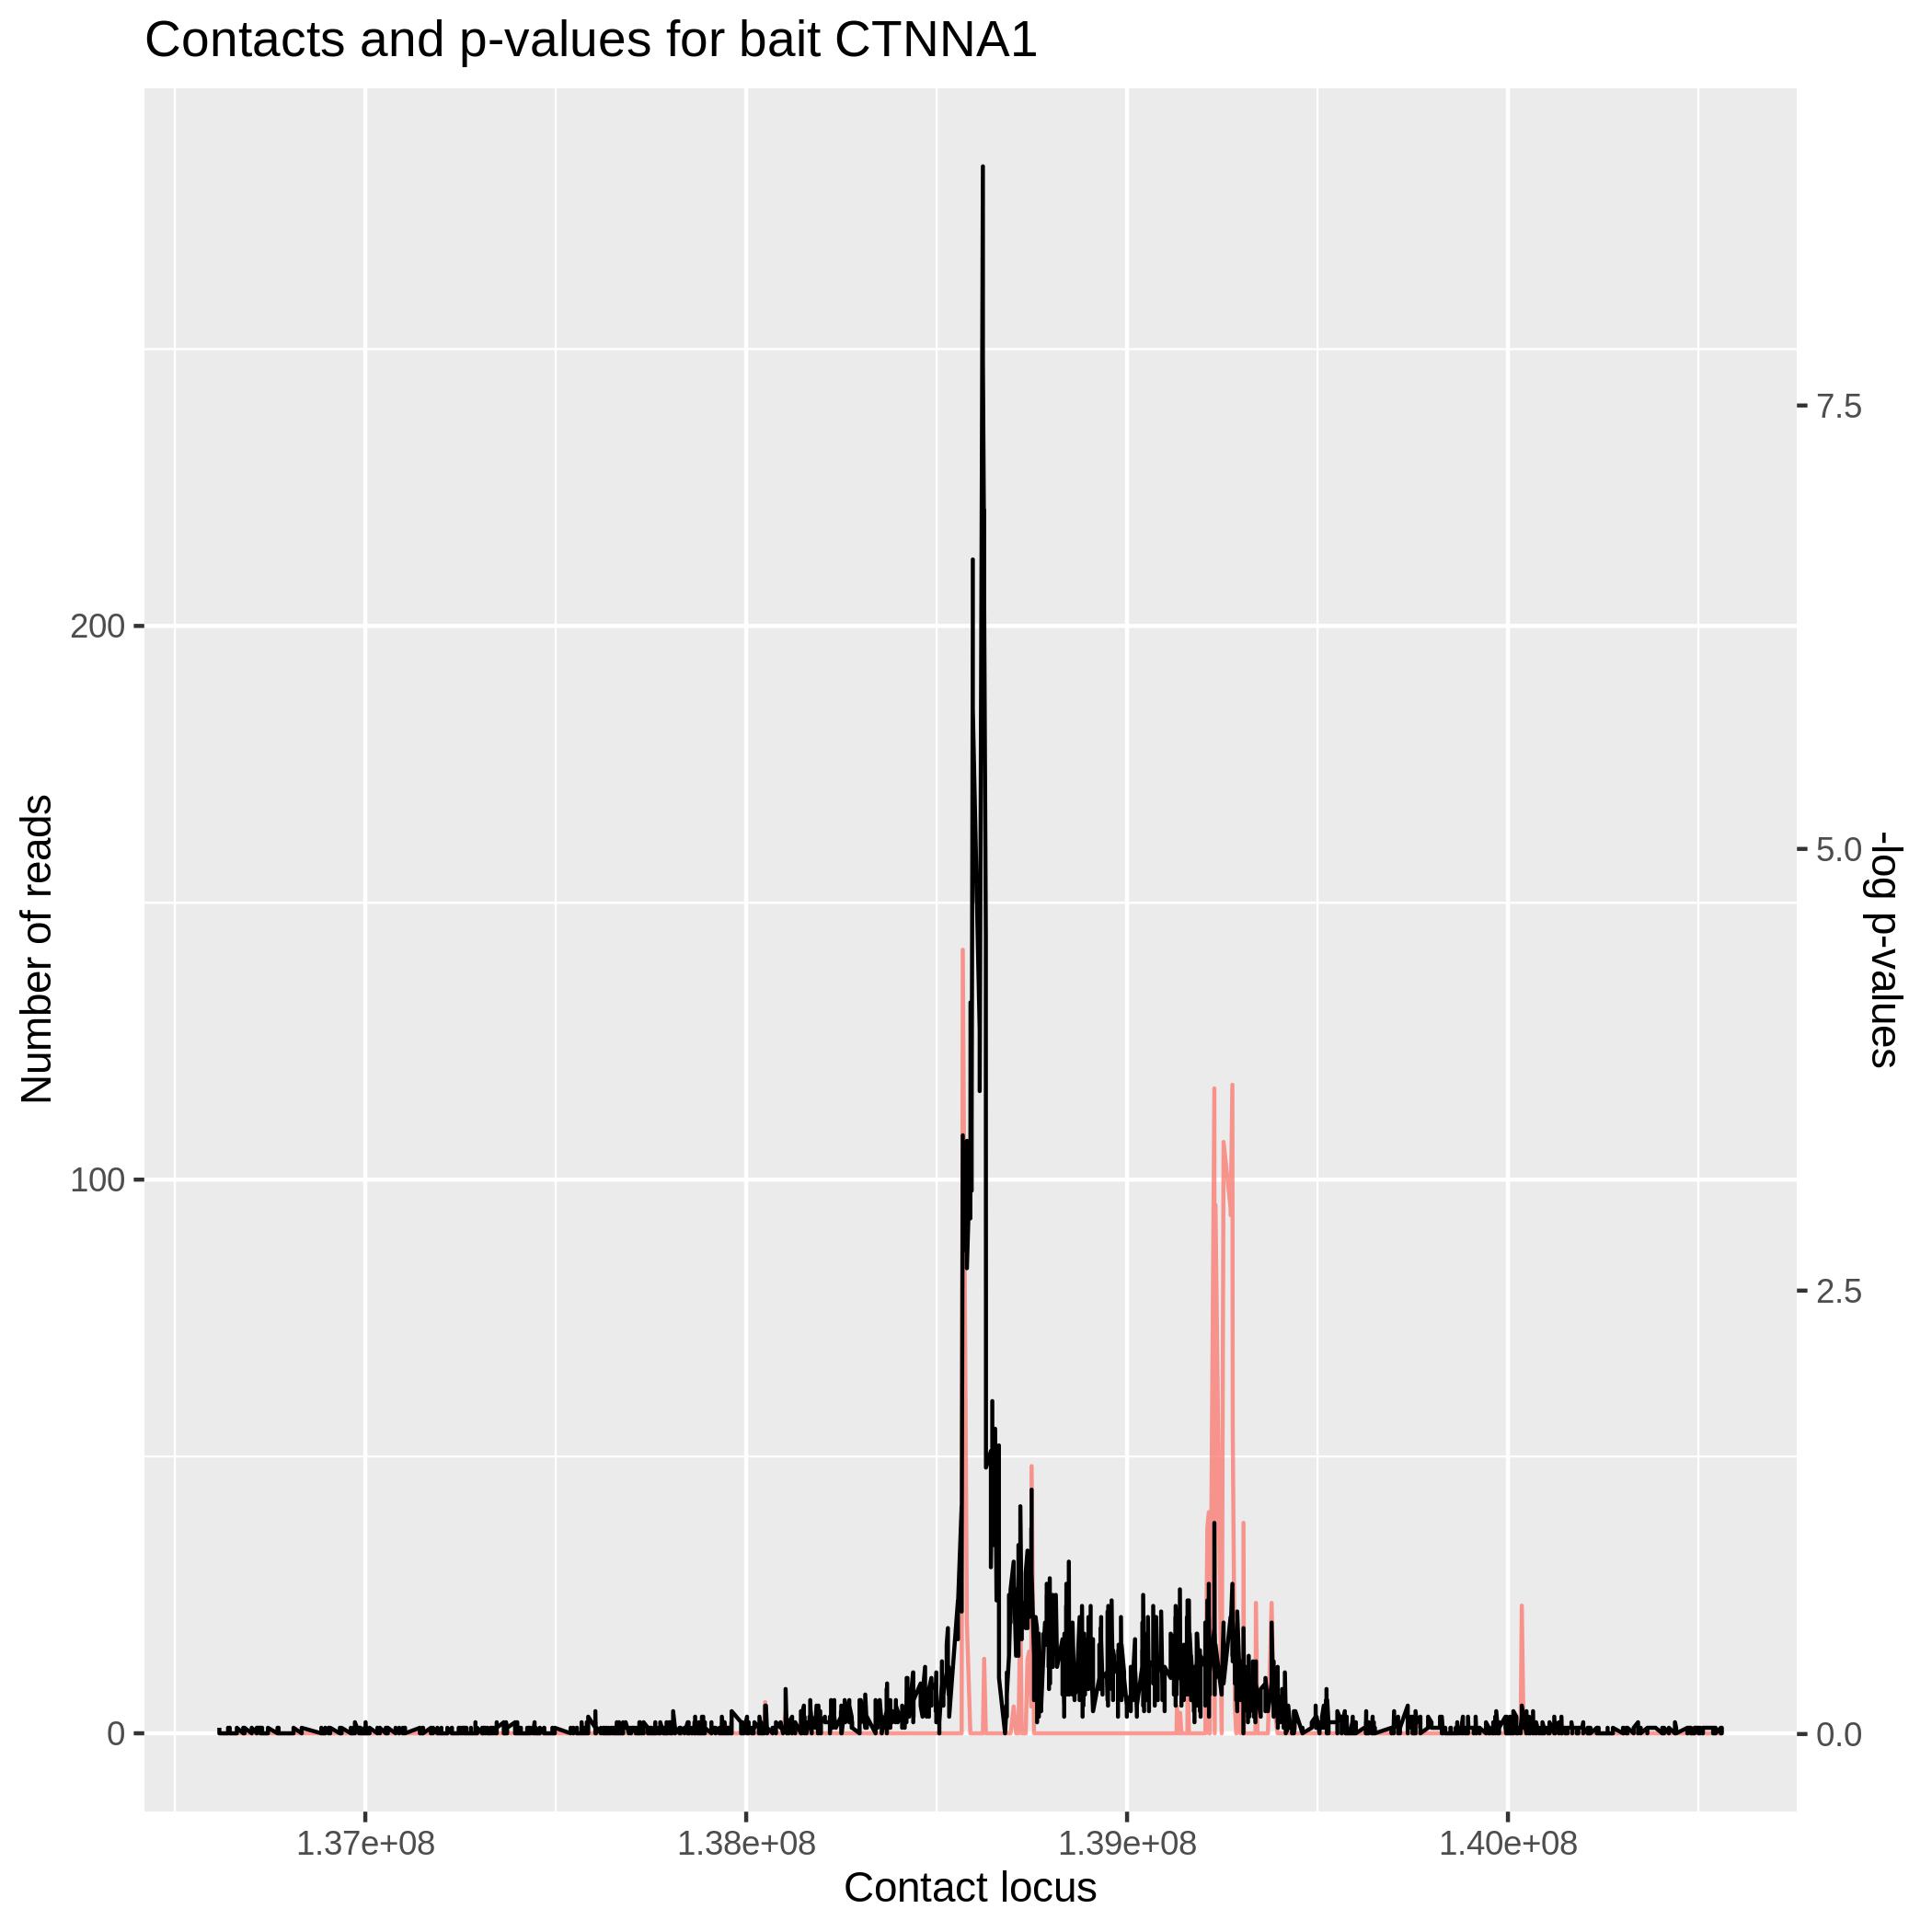 Contacts and p-values for bait CTNNA1
Number of reads
200
100
0
7.5
5.0
2.5
0.0
-log p-values
1.37e+08
1.38e+08
1.39e+08
1.40e+08
Contact locus